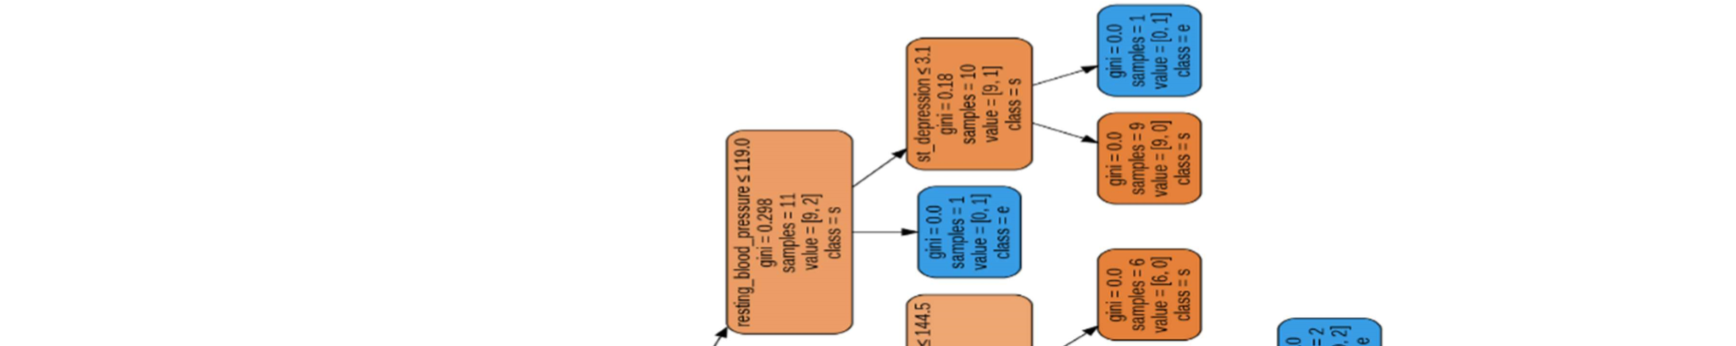 resting_blood_pressure ≤ 119.0
gini = 0.298
samples = 11
value = [9, 2]
class = s
st_depression ≤ 3.1
gini = 0.18
samples = 10
value = [9, 1]
class = s
gini = 0.0
samples = 1
value = [0, 1]
class = e
gini = 0.0
samples = 1
value = [0, 1]
class = e
gini = 0.0
samples = 9
value = [9, 0]
class = s
≤ 144.5
gini = 0.0
samples = 6
value = [6, 0]
class = s
0
= 2
, 2]
e